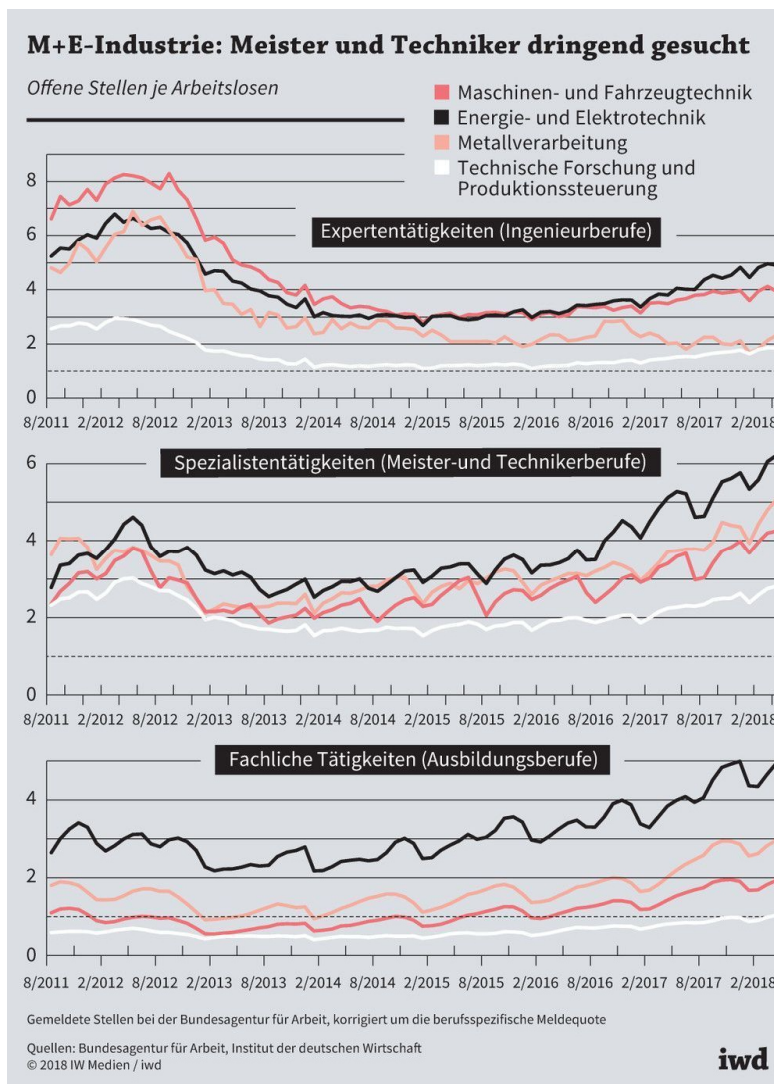 M+E-Industrie: Meister und Techniker dringend gesucht
Offene Stellen je Arbeitslosen
Maschinen- und Fahrzeugtechnik
Energie- und Elektrotechnik
Metallverarbeitung
Technische Forschung und
Produktionssteuerung
Expertentätigkeiten (Ingenieurberufe)
8
6
4
2
0
8/2011 2/2012 8/2012 2/2013 8/2013 2/2014 8/2014 2/2015 8/2015 2/2016 8/2016 2/2017 8/2017 2/2018
Spezialistentätigkeiten (Meister-und Technikerberufe)
6
4
2
0
8/2011 2/2012 8/2012 2/2013 8/2013 2/2014 8/2014 2/2015 8/2015 2/2016 8/2016 2/2017 8/2017 2/2018
Fachliche Tätigkeiten (Ausbildungsberufe)
4
2
0
8/2011 2/2012 8/2012 2/2013 8/2013 2/2014 8/2014 2/2015 8/2015 2/2016 8/2016 2/2017 8/2017 2/2018
Gemeldete Stellen bei der Bundesagentur für Arbeit, korrigiert um die berufsspezifische Meldequote
Quellen: Bundesagentur für Arbeit, Institut der deutschen Wirtschaft
© 2018 IW Medien / iwd
iwd